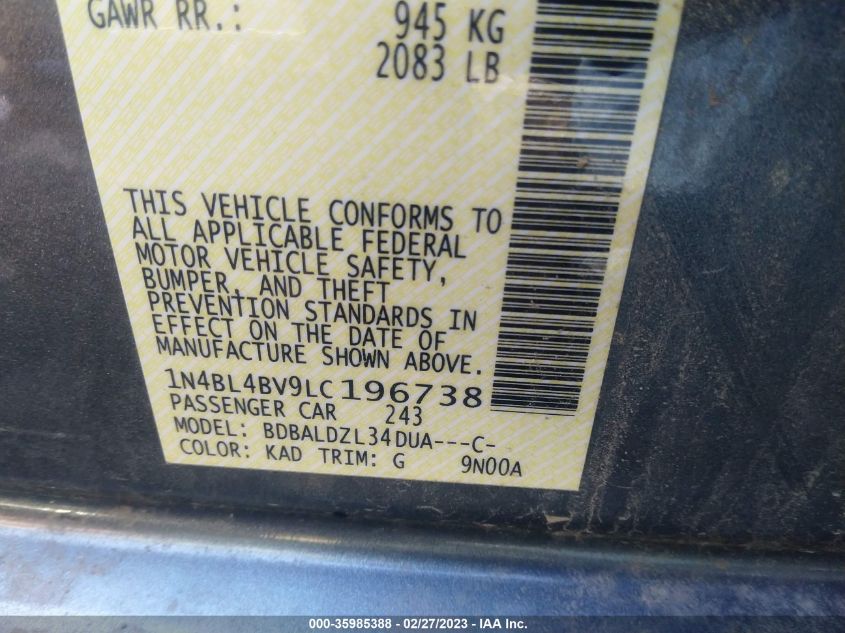 GAWR RR.: 945 KG
2083 LB
THIS VEHICLE CONFORMS TO
ALL APPLICABLE FEDERAL
MOTOR VEHICLE SAFETY,
BUMPER, AND THEFT
PREVENTION STANDARDS IN
EFFECT ON THE DATE OF
MANUFACTURE SHOWN ABOVE.
1N4BL4BV9LC196738
PASSENGER CAR 243
MODEL: BDBALDZL34DUA---C-
COLOR: KAD TRIM: G 9N00A
000-35985388 - 02/27/2023 - IAA Inc.